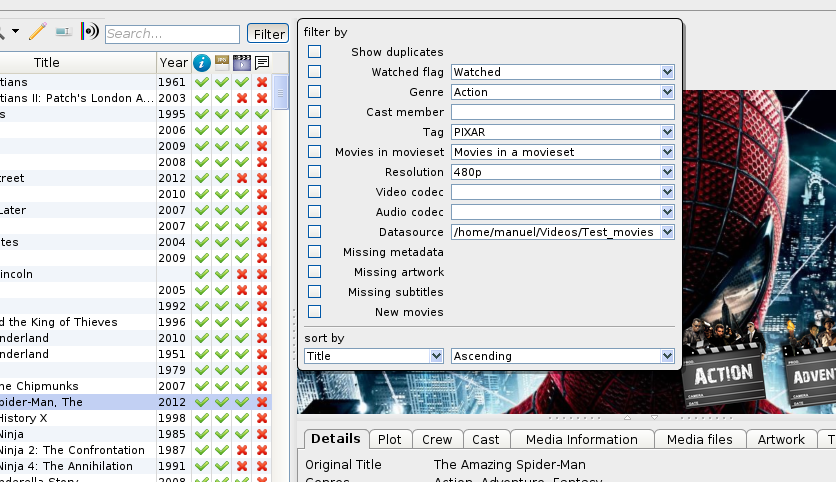 Search...
Filter
Title Year
tians 1961
tians II: Patch's London A... 2003
s 1995
2006
2009
2008
treet 2012
2010
Later 2007
2007
tes 2004
2009
incoln
2005
1992
d the King of Thieves 1996
nderland 2010
nderland 1951
1979
he Chipmunks 2007
pider-Man, The 2012
History X 1998
Ninja 1985
Ninja 2: The Confrontation 1987
Ninja 4: The Annihilation 1991
filter by
Show duplicates
Watched flag Watched
Genre Action
Cast member
Tag PIXAR
Movies in movieset Movies in a movieset
Resolution 480p
Video codec
Audio codec
Datasource /home/manuel/Videos/Test_movies
Missing metadata
Missing artwork
Missing subtitles
New movies
sort by
Title Ascending
ACTION
ADVEN
Details Plot Crew Cast Media Information Media files Artwork T
Original Title The Amazing Spider-Man
Genres Action, Adventure, Fantasy